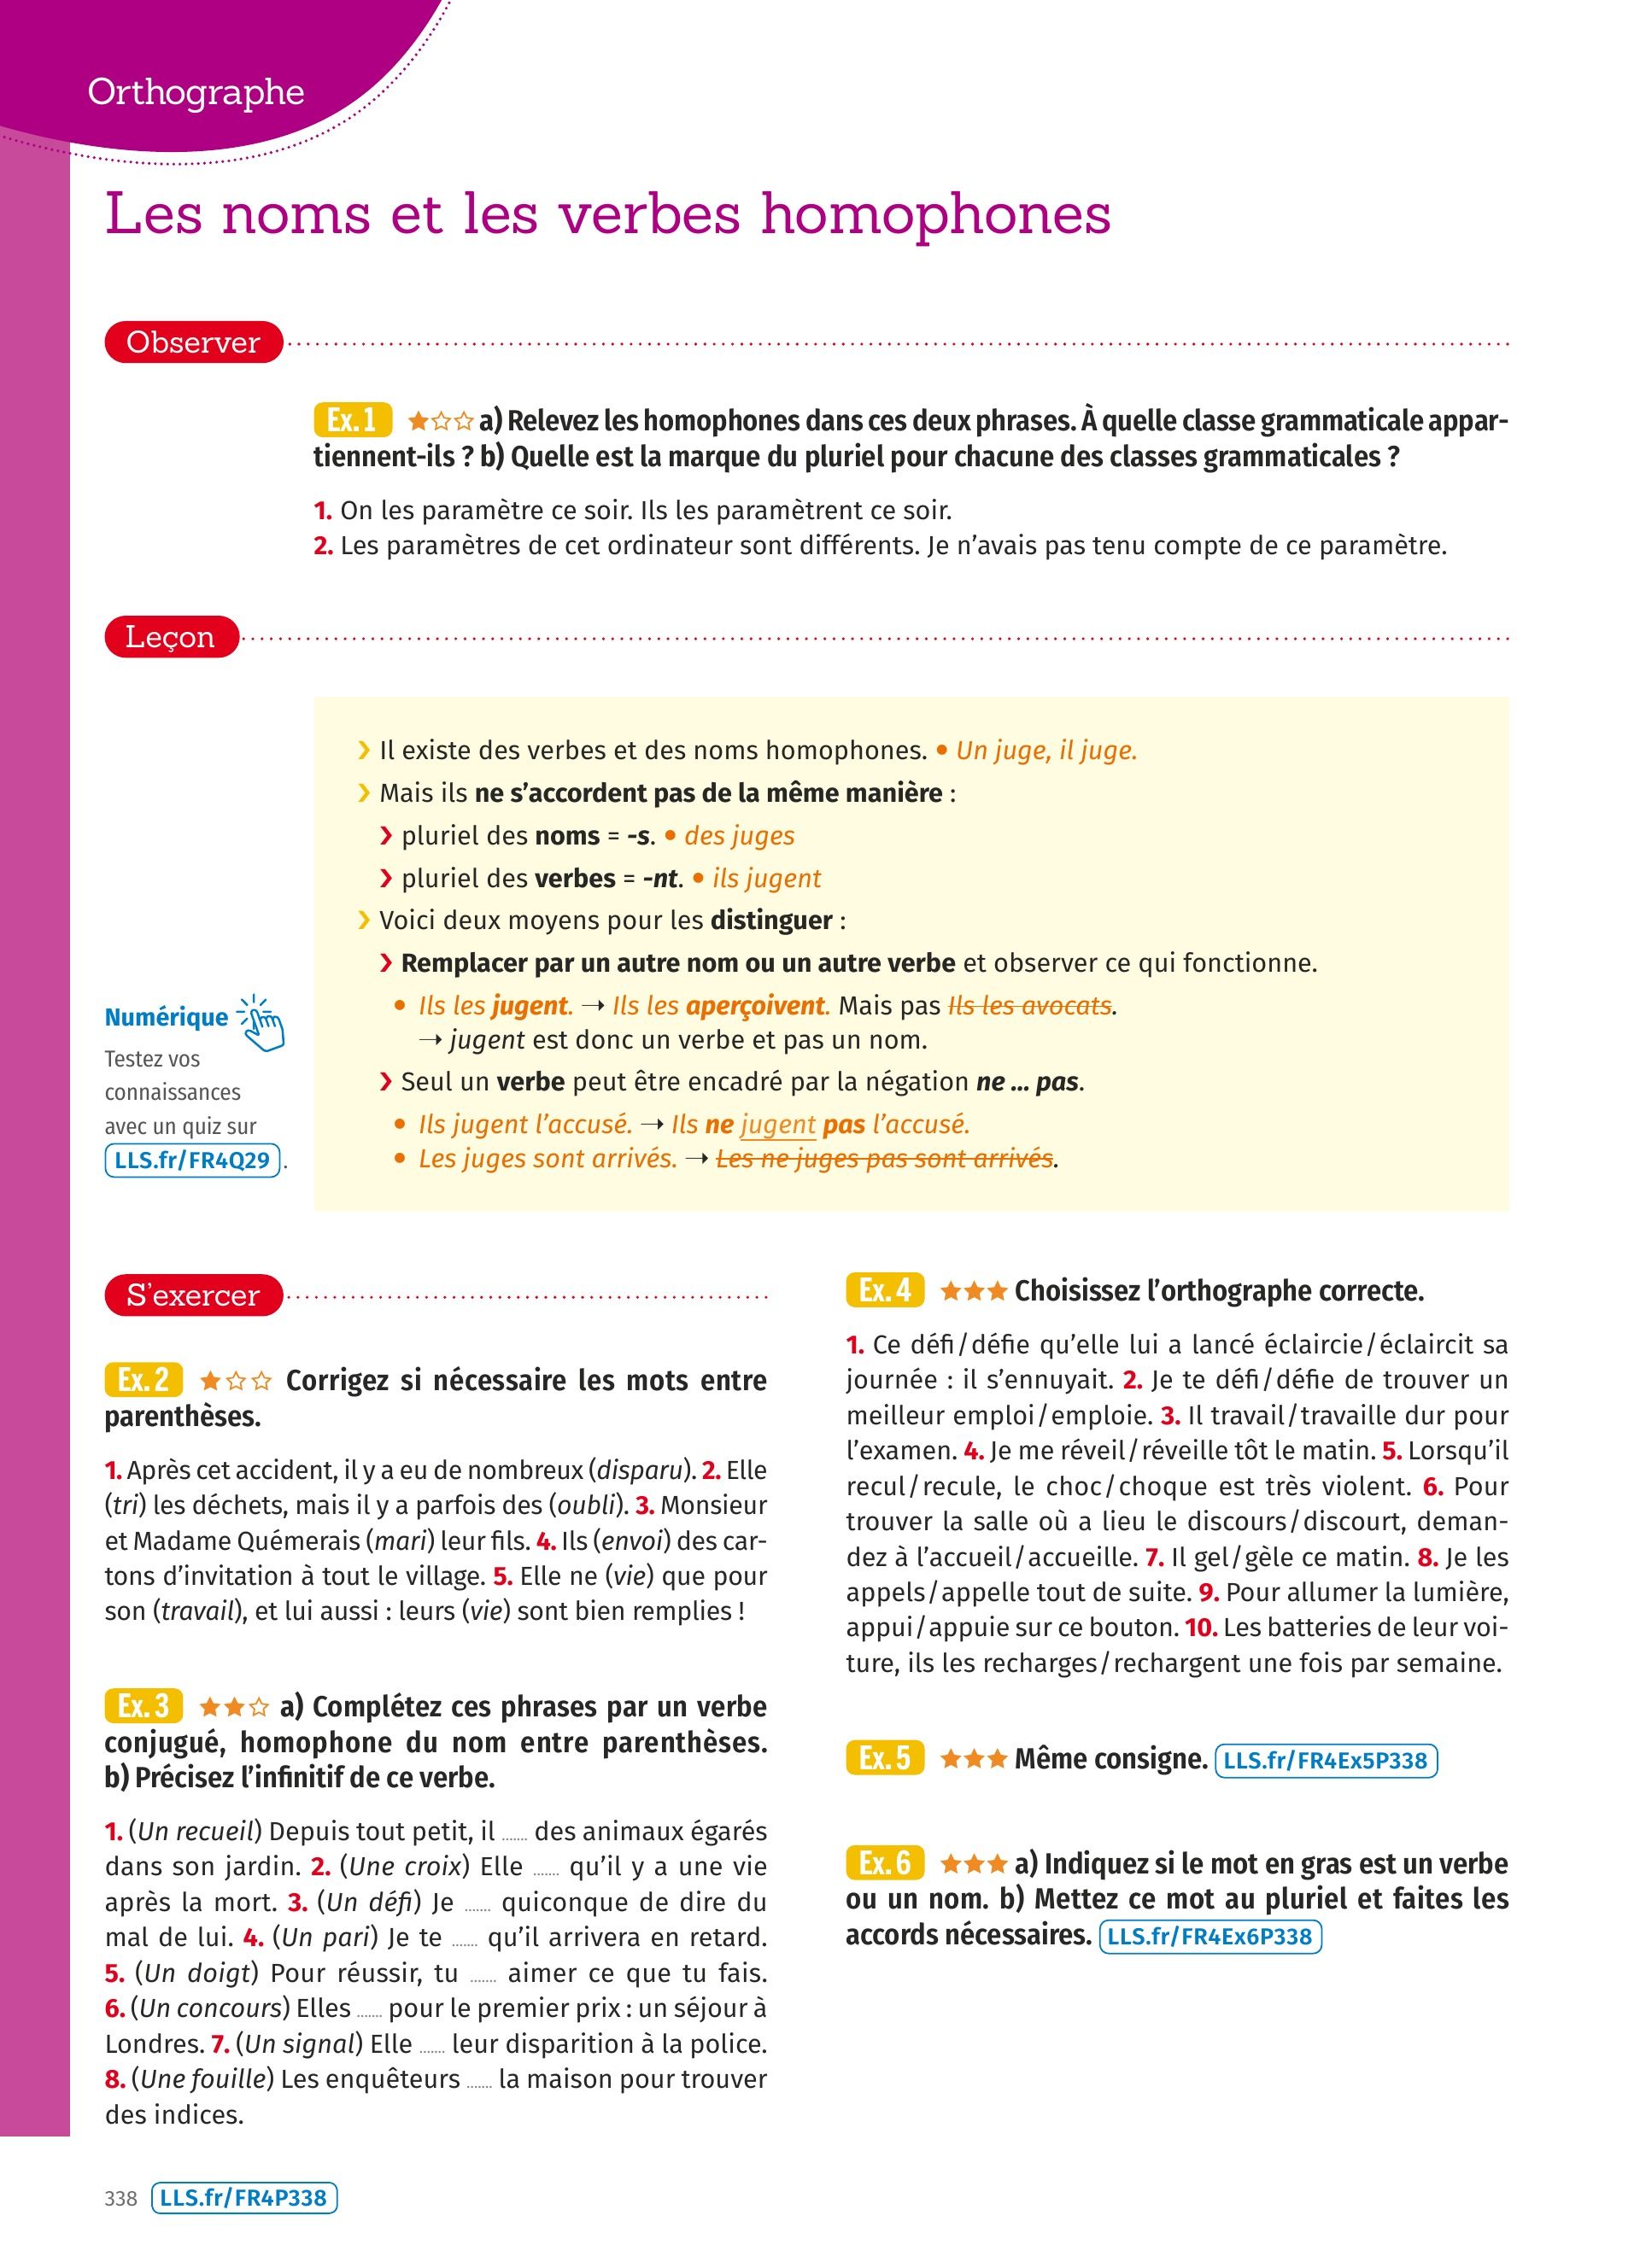 Orthographe
Les noms et les verbes homophones
Observer
Ex. 1 a) Relevez les homophones dans ces deux phrases. À quelle classe grammaticale appar-
tiennent-ils ? b) Quelle est la marque du pluriel pour chacune des classes grammaticales ?
1. On les paramètre ce soir. Ils les paramètrent ce soir.
2. Les paramètres de cet ordinateur sont différents. Je n’avais pas tenu compte de ce paramètre.
Leçon
› Il existe des verbes et des noms homophones. • Un juge, il juge.
› Mais ils ne s’accordent pas de la même manière :
› pluriel des noms = -s. • des juges
› pluriel des verbes = -nt. • ils jugent
› Voici deux moyens pour les distinguer :
› Remplacer par un autre nom ou un autre verbe et observer ce qui fonctionne.
• Ils les jugent. → Ils les aperçoivent. Mais pas Ils les avocats.
→ jugent est donc un verbe et pas un nom.
› Seul un verbe peut être encadré par la négation ne ... pas.
• Ils jugent l’accusé. → Ils ne jugent pas l’accusé.
• Les juges sont arrivés. → Les ne juges pas sont arrivés.
Numérique
Testez vos
connaissances
avec un quiz sur
LLS.fr/FR4Q29 .
S’exercer
Ex. 2 Corrigez si nécessaire les mots entre
parenthèses.
1. Après cet accident, il y a eu de nombreux (disparu). 2. Elle
(tri) les déchets, mais il y a parfois des (oubli). 3. Monsieur
et Madame Quémerais (mari) leur fils. 4. Ils (envoi) des car-
tons d’invitation à tout le village. 5. Elle ne (vie) que pour
son (travail), et lui aussi : leurs (vie) sont bien remplies !
Ex. 3 a) Complétez ces phrases par un verbe
conjugué, homophone du nom entre parenthèses.
b) Précisez l’infinitif de ce verbe.
1. (Un recueil) Depuis tout petit, il ....... des animaux égarés
dans son jardin. 2. (Une croix) Elle ....... qu’il y a une vie
après la mort. 3. (Un défi) Je ....... quiconque de dire du
mal de lui. 4. (Un pari) Je te ....... qu’il arrivera en retard.
5. (Un doigt) Pour réussir, tu ....... aimer ce que tu fais.
6. (Un concours) Elles ....... pour le premier prix : un séjour à
Londres. 7. (Un signal) Elle ....... leur disparition à la police.
8. (Une fouille) Les enquêteurs ....... la maison pour trouver
des indices.
Ex. 4 Choisissez l’orthographe correcte.
1. Ce défi / défie qu’elle lui a lancé éclaircie / éclaircit sa
journée : il s’ennuyait. 2. Je te défi / défie de trouver un
meilleur emploi / emploie. 3. Il travail / travaille dur pour
l’examen. 4. Je me réveil / réveille tôt le matin. 5. Lorsqu’il
recul / recule, le choc / choque est très violent. 6. Pour
trouver la salle où a lieu le discours / discourt, deman-
dez à l’accueil / accueille. 7. Il gel / gèle ce matin. 8. Je les
appels / appelle tout de suite. 9. Pour allumer la lumière,
appui / appuie sur ce bouton. 10. Les batteries de leur voi-
ture, ils les recharges / rechargent une fois par semaine.
Ex. 5 Même consigne. LLS.fr/FR4Ex5P338
Ex. 6 a) Indiquez si le mot en gras est un verbe
ou un nom. b) Mettez ce mot au pluriel et faites les
accords nécessaires. LLS.fr/FR4Ex6P338
338 LLS.fr/FR4P338